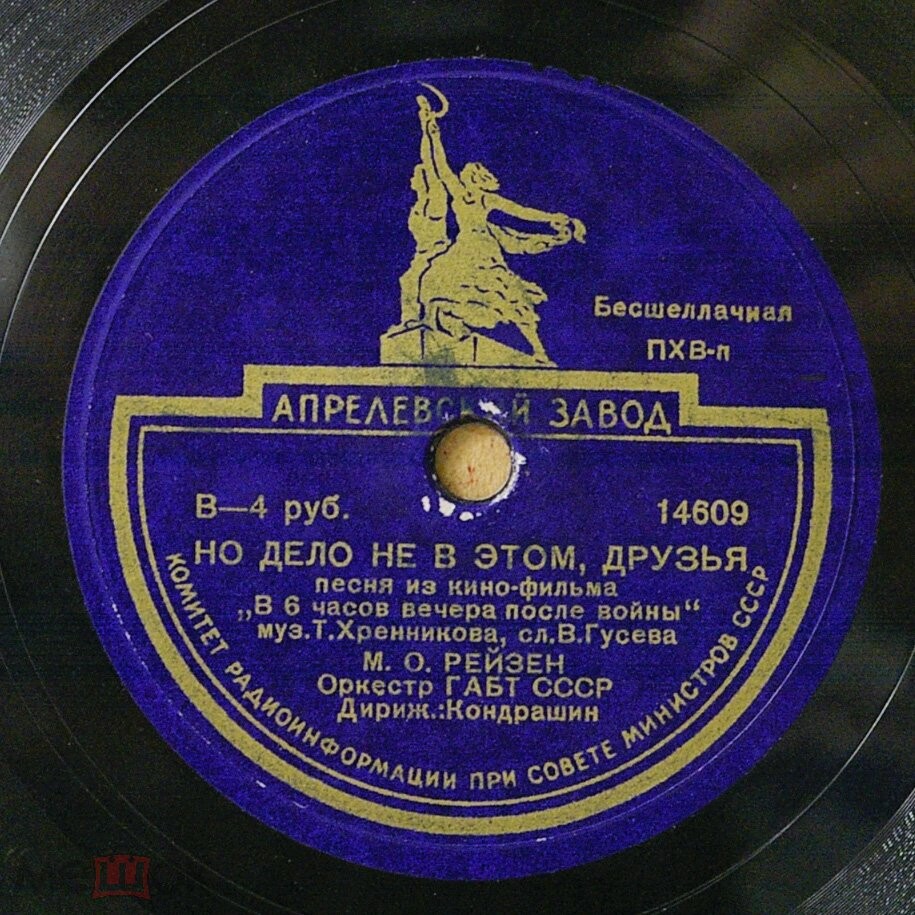 Бесшеллачная
ПХВ-п
АПРЕЛЕВСКИЙ ЗАВОД
В—4 руб.
14609
НО ДЕЛО НЕ В ЭТОМ, ДРУЗЬЯ
песня из кино-фильма
„В 6 часов вечера после войны“
муз.Т.Хренникова, сл.В.Гусева
М. О. РЕЙЗЕН
Оркестр ГАБТ СССР
Дириж.:Кондрашин
КОМИТЕТ РАДИОИНФОРМАЦИИ ПРИ СОВЕТЕ МИНИСТРОВ СССР